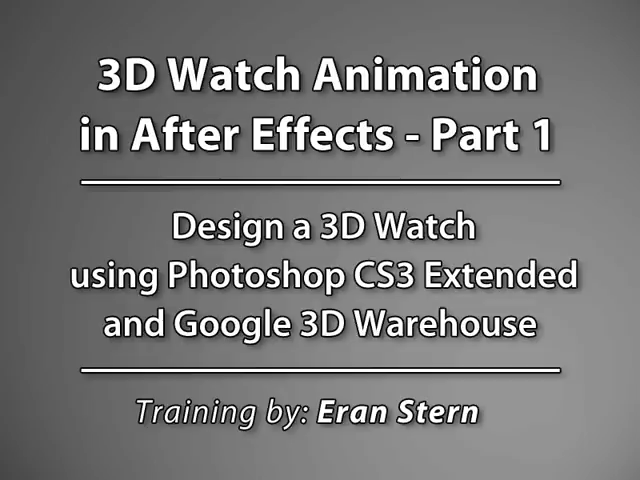 3D Watch Animation
in After Effects - Part 1
Design a 3D Watch
using Photoshop CS3 Extended
and Google 3D Warehouse
Training by: Eran Stern